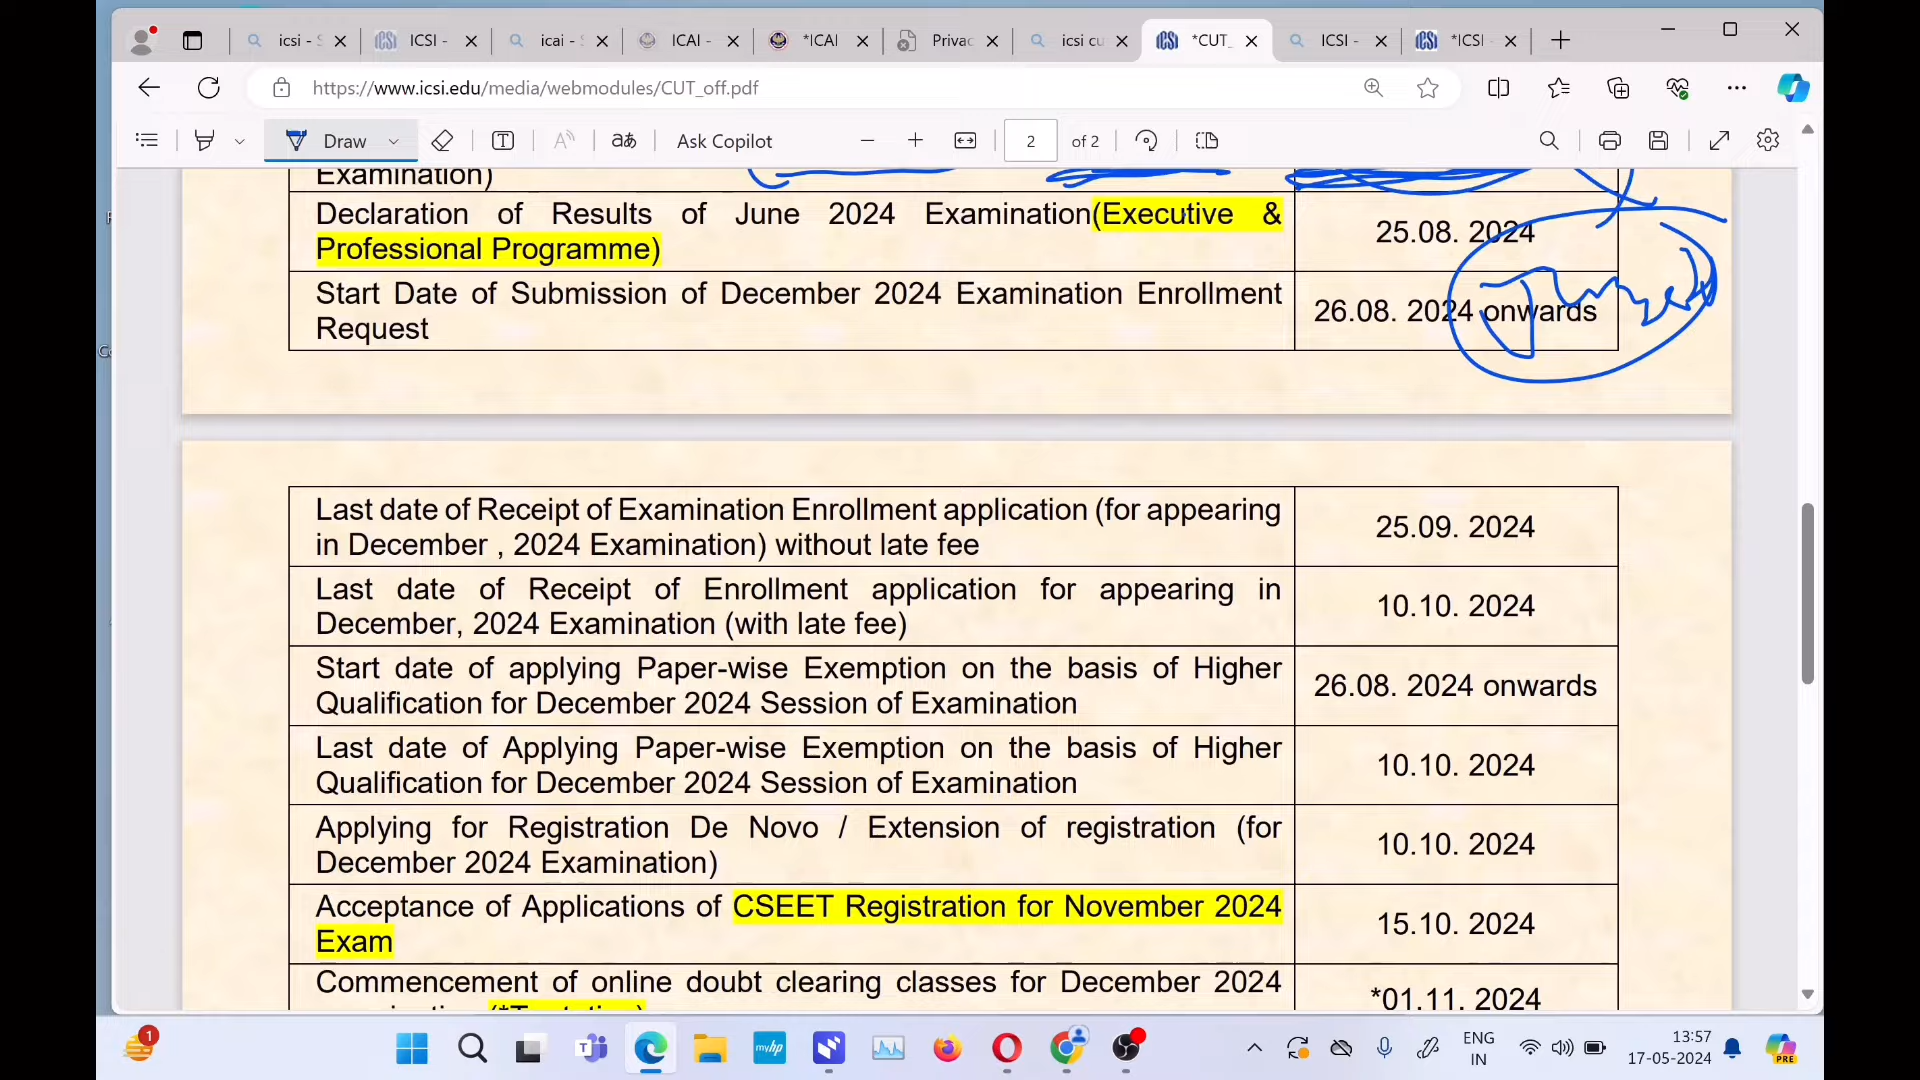 icsi - S
ICSI -
icai - S
ICAI -
*ICAI
Privac
icsi cu
*CUT_
ICSI -
*ICSI
https://www.icsi.edu/media/webmodules/CUT_off.pdf
Draw
Ask Copilot
2
of 2
Examination)
Declaration of Results of June 2024 Examination(Executive &
Professional Programme)
25.08. 2024
Start Date of Submission of December 2024 Examination Enrollment
Request
26.08. 2024 onwards
Last date of Receipt of Examination Enrollment application (for appearing
in December , 2024 Examination) without late fee
25.09. 2024
Last date of Receipt of Enrollment application for appearing in
December, 2024 Examination (with late fee)
10.10. 2024
Start date of applying Paper-wise Exemption on the basis of Higher
Qualification for December 2024 Session of Examination
26.08. 2024 onwards
Last date of Applying Paper-wise Exemption on the basis of Higher
Qualification for December 2024 Session of Examination
10.10. 2024
Applying for Registration De Novo / Extension of registration (for
December 2024 Examination)
10.10. 2024
Acceptance of Applications of CSEET Registration for November 2024
Exam
15.10. 2024
Commencement of online doubt clearing classes for December 2024
*01.11. 2024
1
myhp
ENG
IN
13:57
17-05-2024
PRE